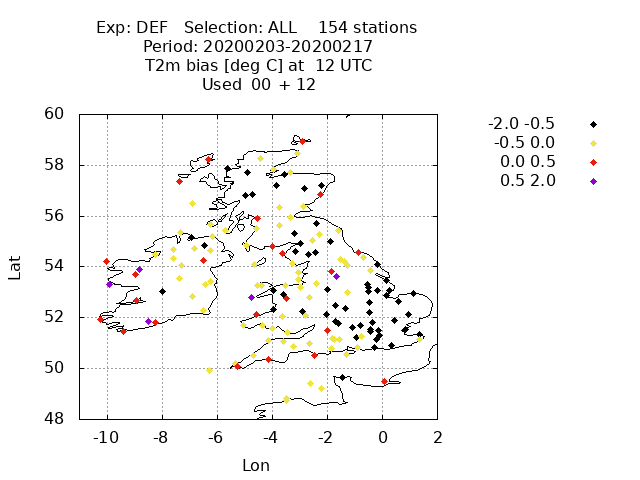 Exp: DEF Selection: ALL 154 stations
Period: 20200203-20200217
T2m bias [deg C] at 12 UTC
Used 00 + 12
-2.0 -0.5
-0.5 0.0
0.0 0.5
0.5 2.0
60
58
56
54
52
50
48
Lat
-10 -8 -6 -4 -2 0 2
Lon